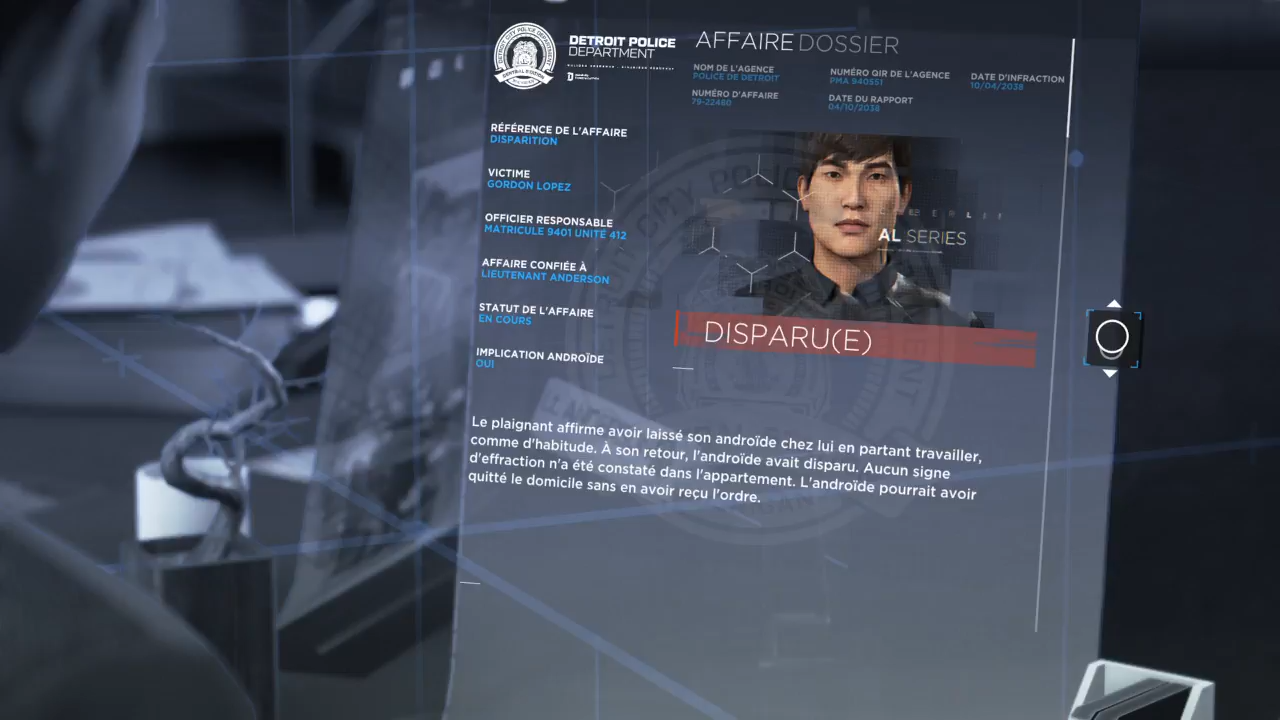 DETROIT POLICE
DEPARTMENT
AFFAIRE DOSSIER
NOM DE L'AGENCE
POLICE DE DETROIT
NUMÉRO QIR DE L'AGENCE
PMA 940551
DATE D'INFRACTION
10/04/2038
NUMÉRO D'AFFAIRE
79-22460
DATE DU RAPPORT
04/10/2038
RÉFÉRENCE DE L'AFFAIRE
DISPARITION
VICTIME
GORDON LOPEZ
OFFICIER RESPONSABLE
MATRICULE 9401 UNITÉ 412
AFFAIRE CONFIÉE À
LIEUTENANT ANDERSON
STATUT DE L'AFFAIRE
EN COURS
IMPLICATION ANDROÏDE
OUI
AL SERIES
DISPARU(E)
Le plaignant affirme avoir laissé son androïde chez lui en partant travailler,
comme d'habitude. À son retour, l'androïde avait disparu. Aucun signe
d'effraction n'a été constaté dans l'appartement. L'androïde pourrait avoir
quitté le domicile sans en avoir reçu l'ordre.